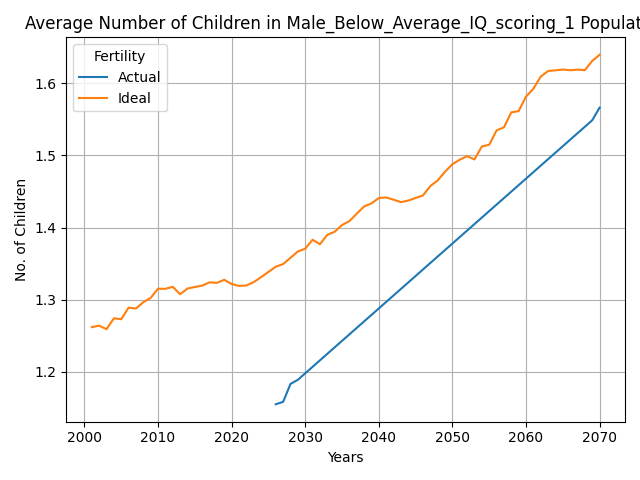 Average Number of Children in Male_Below_Average_IQ_scoring_1 Populat
Fertility
Actual
Ideal
No. of Children
1.6
1.5
1.4
1.3
1.2
2000 2010 2020 2030 2040 2050 2060 2070
Years